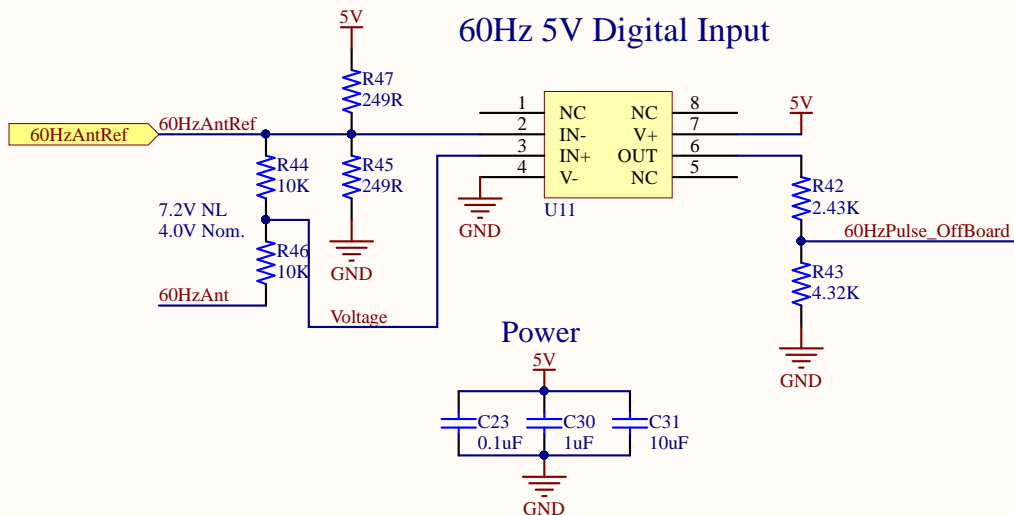 60Hz 5V Digital Input
5V
R47
249R
60HzAntRef
60HzAntRef
R44
10K
R45
249R
7.2V NL
4.0V Nom.
R46
10K
GND
60HzAnt
Voltage
1
NC
NC
8
2
IN-
V+
7
3
IN+
OUT
6
4
V-
NC
5
U11
GND
5V
R42
2.43K
60HzPulse_OffBoard
R43
4.32K
GND
Power
5V
C23
0.1uF
C30
1uF
C31
10uF
GND